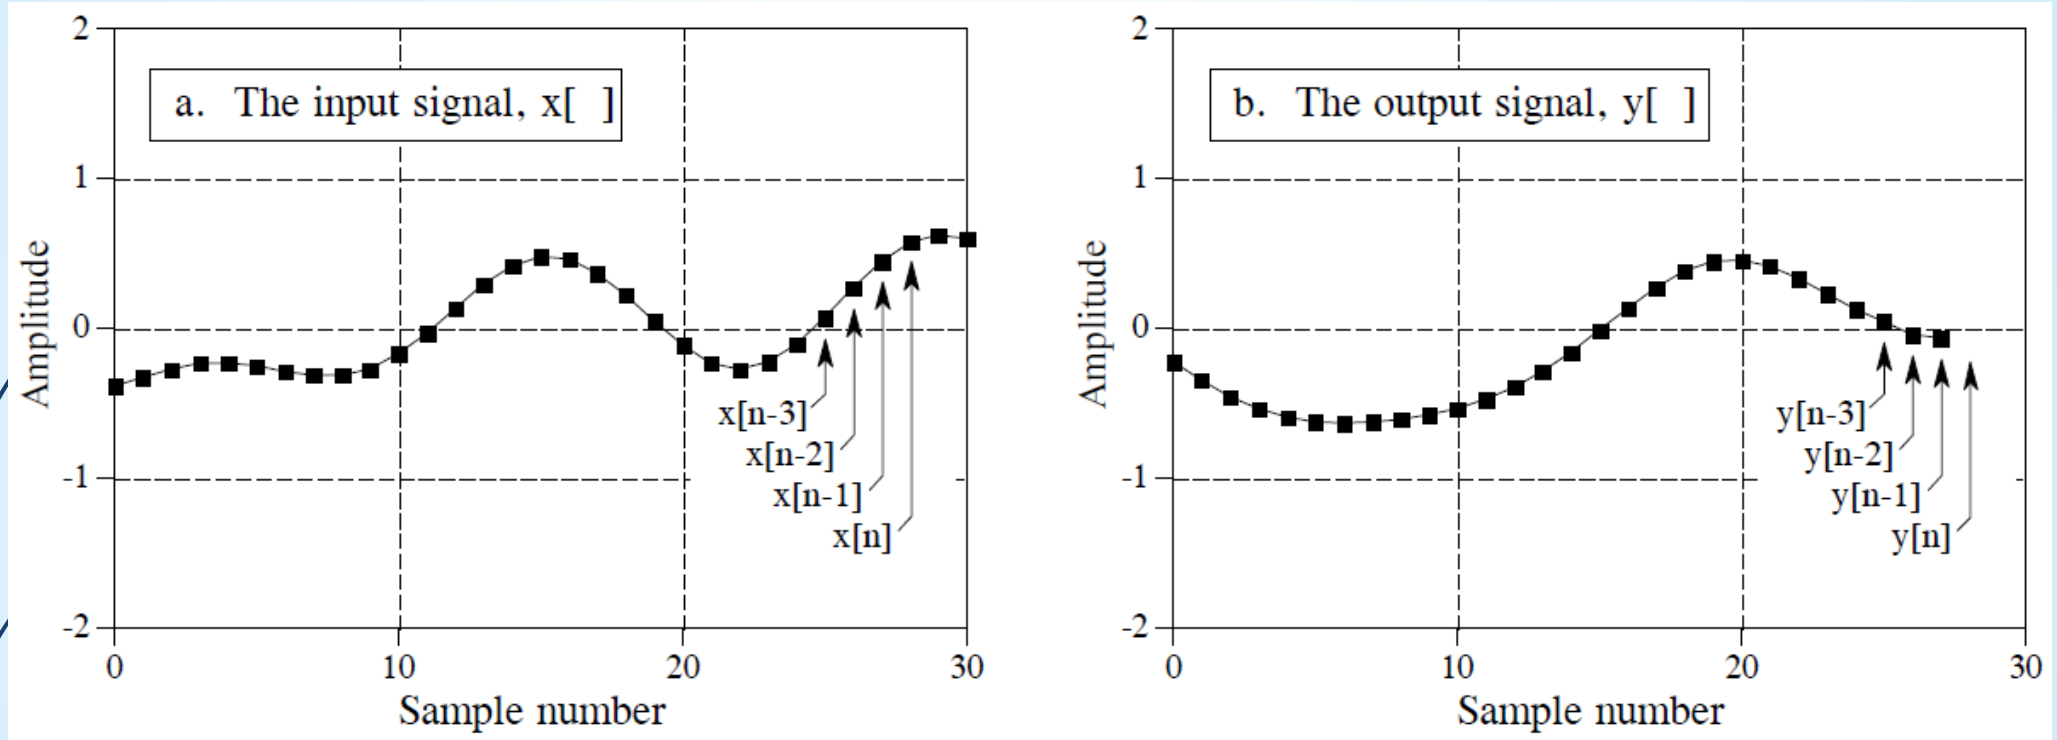 a. The input signal, x[ ]
Amplitude
2
1
0
-1
-2
x[n-3]
x[n-2]
x[n-1]
x[n]
0 10 20 30
Sample number
b. The output signal, y[ ]
Amplitude
2
1
0
-1
-2
y[n-3]
y[n-2]
y[n-1]
y[n]
0 10 20 30
Sample number